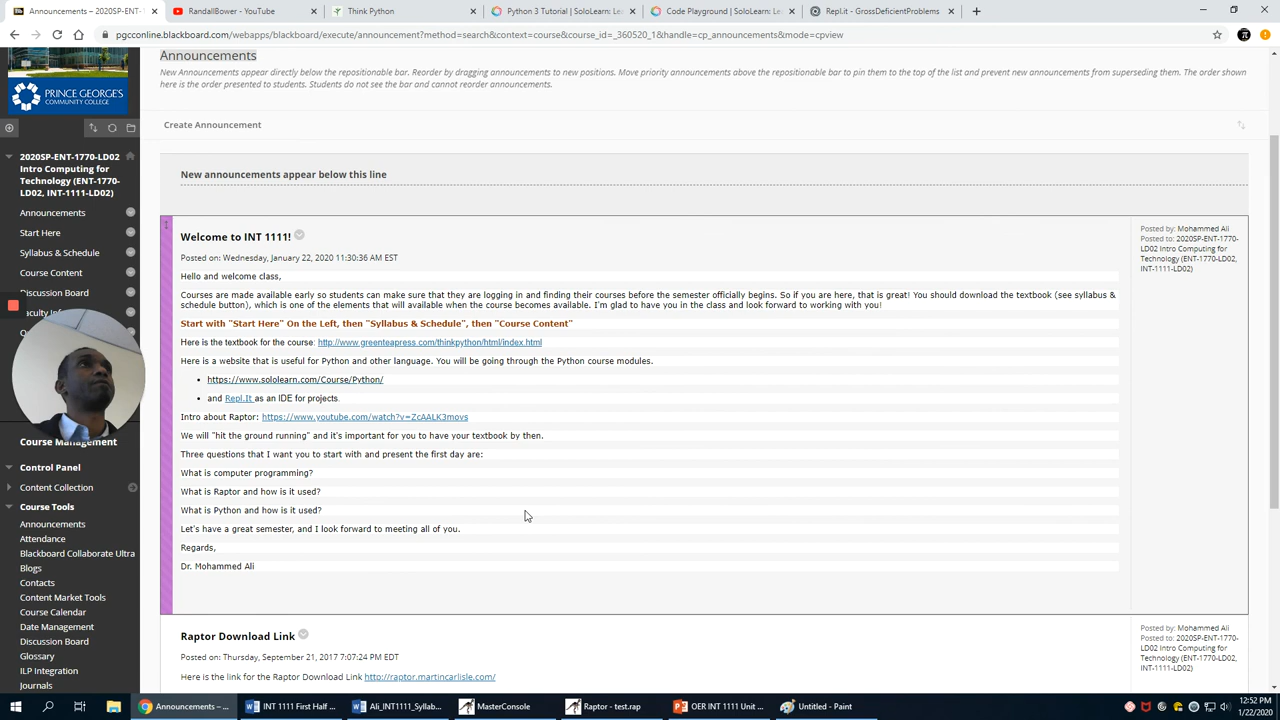 Announcements – 2020SP-ENT-1
RandallBower - YouTube
Think Python
Python 3 Tutorial | SoloLearn: Le
Code Playground | SoloLearn: Le
Repl.it - GrossDeficientProblems
pgcconline.blackboard.com/webapps/blackboard/execute/announcement?method=search&context=course&course_id=_360520_1&handle=cp_announcements&mode=cpview
Announcements
New Announcements appear directly below the repositionable bar. Reorder by dragging announcements to new positions. Move priority announcements above the repositionable bar to pin them to the top of the list and prevent new announcements from superseding them. The order shown
here is the order presented to students. Students do not see the bar and cannot reorder announcements.
PRINCE GEORGE'S
COMMUNITY COLLEGE
Create Announcement
2020SP-ENT-1770-LD02
Intro Computing for
Technology (ENT-1770-
LD02, INT-1111-LD02)
Announcements
Start Here
Syllabus & Schedule
Course Content
Discussion Board
Faculty Inf
Course Management
Control Panel
Content Collection
Course Tools
Announcements
Attendance
Blackboard Collaborate Ultra
Blogs
Contacts
Content Market Tools
Course Calendar
Date Management
Discussion Board
Glossary
ILP Integration
Journals
New announcements appear below this line
Welcome to INT 1111!
Posted on: Wednesday, January 22, 2020 11:30:36 AM EST
Hello and welcome class,
Courses are made available early so students can make sure that they are logging in and finding their courses before the semester officially begins. So if you are here, that is great! You should download the textbook (see syllabus &
schedule button), which is one of the elements that will available when the course becomes available. I'm glad to have you in the class and look forward to working with you!
Start with "Start Here" On the Left, then "Syllabus & Schedule", then "Course Content"
Here is the textbook for the course: http://www.greenteapress.com/thinkpython/html/index.html
Here is a website that is useful for Python and other language. You will be going through the Python course modules.
• https://www.sololearn.com/Course/Python/
• and Repl.It as an IDE for projects.
Intro about Raptor: https://www.youtube.com/watch?v=ZcAALK3movs
We will "hit the ground running" and it's important for you to have your textbook by then.
Three questions that I want you to start with and present the first day are:
What is computer programming?
What is Raptor and how is it used?
What is Python and how is it used?
Let's have a great semester, and I look forward to meeting all of you.
Regards,
Dr. Mohammed Ali
Posted by: Mohammed Ali
Posted to: 2020SP-ENT-1770-
LD02 Intro Computing for
Technology (ENT-1770-LD02,
INT-1111-LD02)
Raptor Download Link
Posted on: Thursday, September 21, 2017 7:07:24 PM EDT
Here is the link for the Raptor Download Link http://raptor.martincarlisle.com/
Posted by: Mohammed Ali
Posted to: 2020SP-ENT-1770-
LD02 Intro Computing for
Technology (ENT-1770-LD02,
INT-1111-LD02)
Announcements – ...
INT 1111 First Half ...
Ali_INT1111_Syllab...
MasterConsole
Raptor - test.rap
OER INT 1111 Unit ...
Untitled - Paint
12:52 PM
1/22/2020